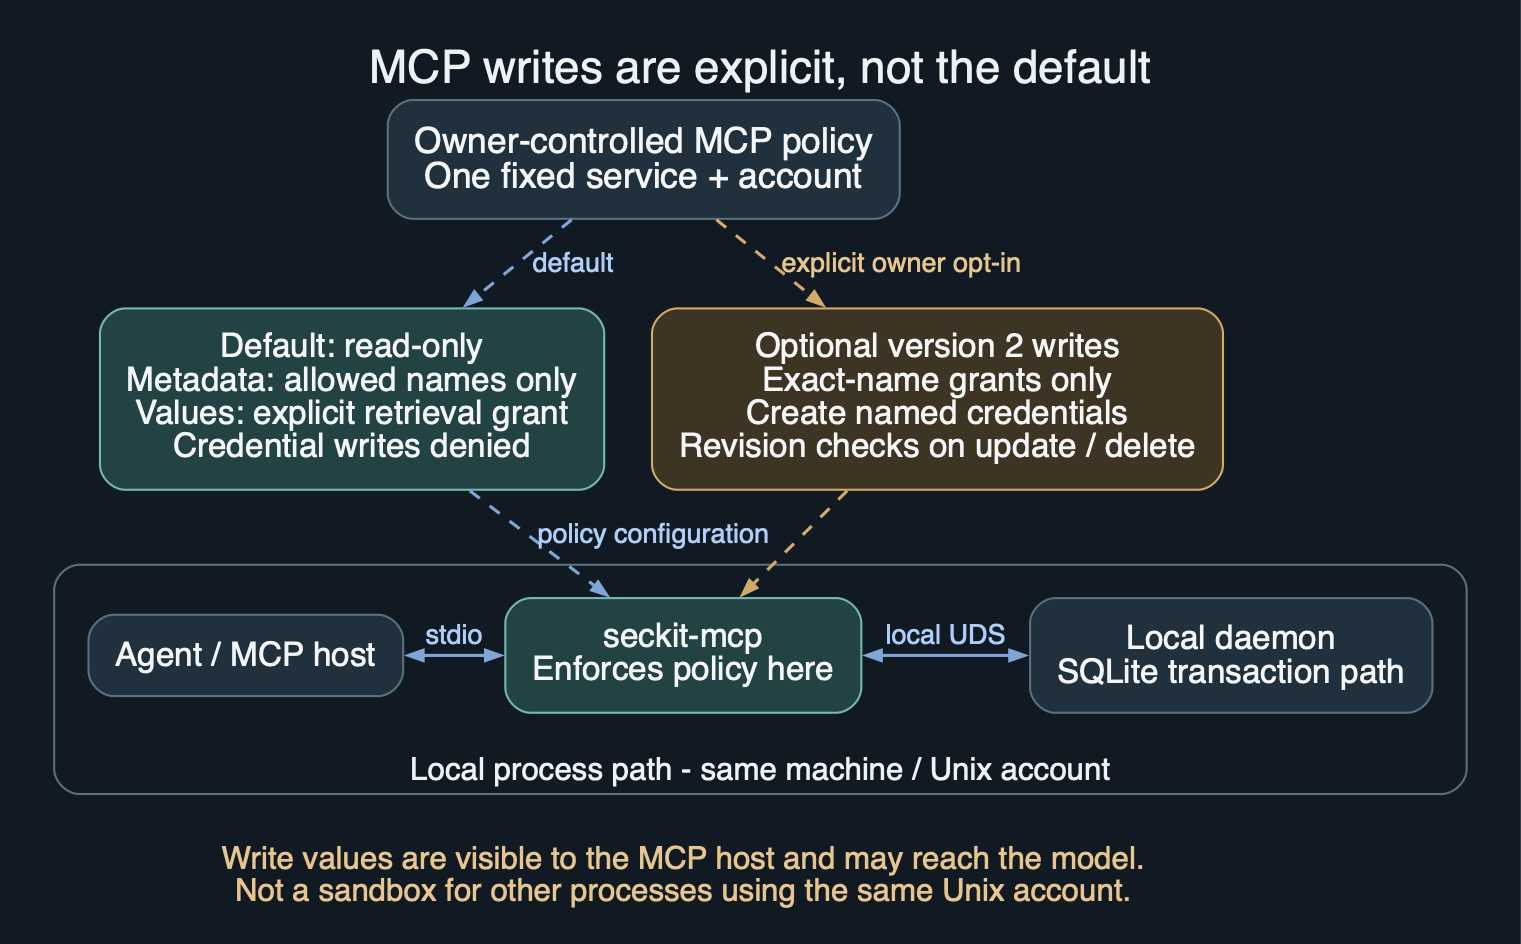 MCP writes are explicit, not the default
Owner-controlled MCP policy
One fixed service + account
default
explicit owner opt-in
Default: read-only
Metadata: allowed names only
Values: explicit retrieval grant
Credential writes denied
Optional version 2 writes
Exact-name grants only
Create named credentials
Revision checks on update / delete
policy configuration
Agent / MCP host
stdio
seckit-mcp
Enforces policy here
local UDS
Local daemon
SQLite transaction path
Local process path - same machine / Unix account
Write values are visible to the MCP host and may reach the model.
Not a sandbox for other processes using the same Unix account.